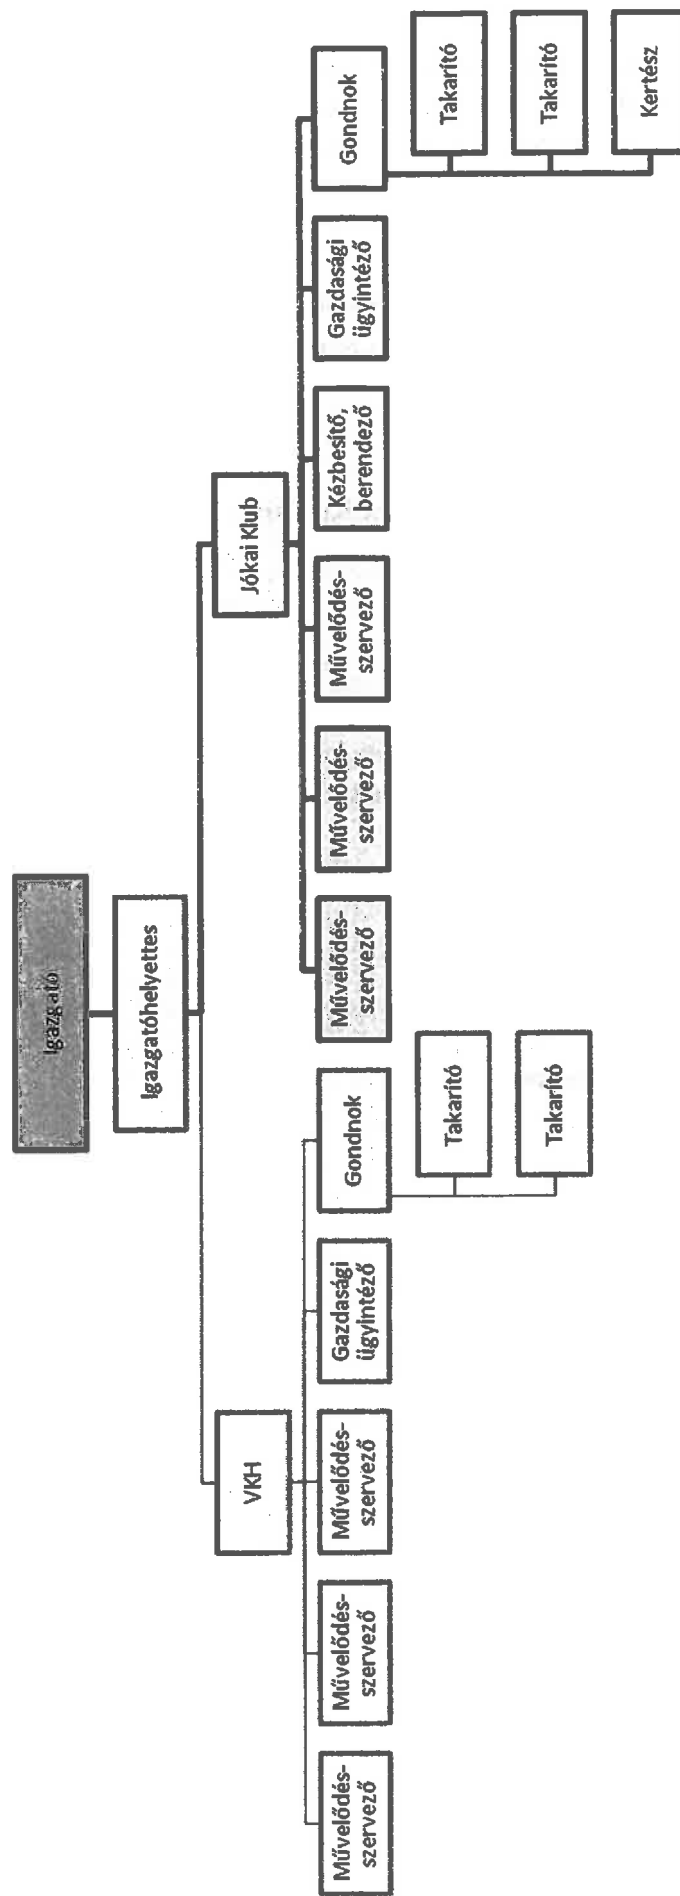 Igazgató
Igazgatóhelyettes
VKH
Jókai Klub
Művelődés-
szervező
Művelődés-
szervező
Művelődés-
szervező
Gazdasági
ügyintéző
Gondnok
Művelődés-
szervező
Művelődés-
szervező
Művelődés-
szervező
Kézbesítő,
berendező
Gazdasági
ügyintéző
Gondnok
Takarító
Takarító
Takarító
Takarító
Kertész